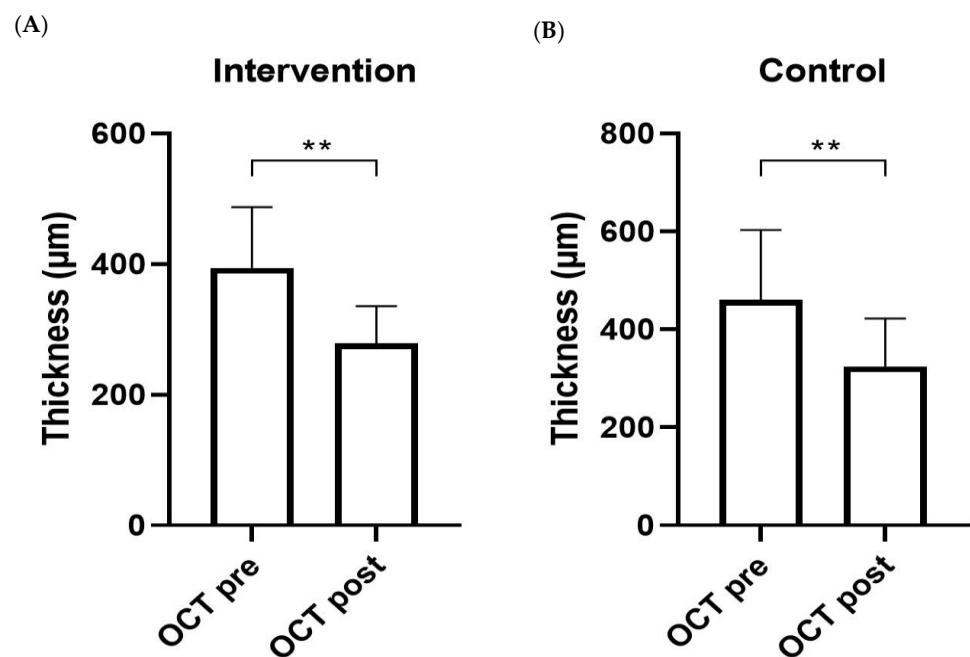 (A)
Intervention
Thickness (µm)
600
400
200
0
**
OCT pre
OCT post
(B)
Control
Thickness (µm)
800
600
400
200
0
**
OCT pre
OCT post